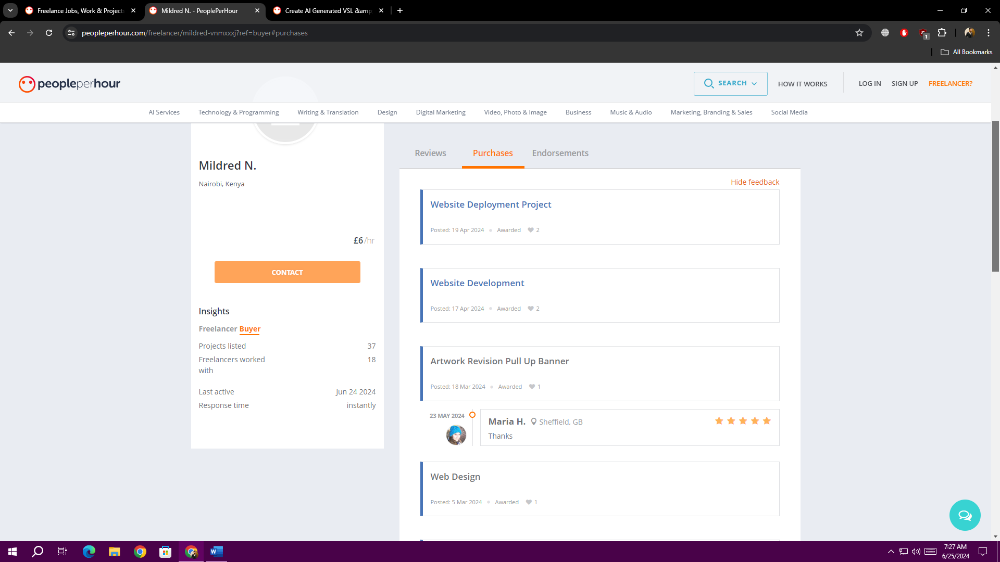 Freelance Jobs, Work & Projects
Mildred N. - PeoplePerHour
Create AI Generated VSL &amp
peopleperhour.com/freelancer/mildred-vnmxxxj?ref=buyer#purchases
1
All Bookmarks
peopleperhour
SEARCH
HOW IT WORKS
LOG IN
SIGN UP
FREELANCER?
AI Services
Technology & Programming
Writing & Translation
Design
Digital Marketing
Video, Photo & Image
Business
Music & Audio
Marketing, Branding & Sales
Social Media
Mildred N.
Nairobi, Kenya
£6/hr
CONTACT
Insights
Freelancer Buyer
Projects listed 37
Freelancers worked with 18
Last active Jun 24 2024
Response time instantly
Reviews
Purchases
Endorsements
Hide feedback
Website Deployment Project
Posted: 19 Apr 2024 Awarded 2
Website Development
Posted: 17 Apr 2024 Awarded 2
Artwork Revision Pull Up Banner
Posted: 18 Mar 2024 Awarded 1
23 MAY 2024
Maria H. Sheffield, GB
Thanks
Web Design
Posted: 5 Mar 2024 Awarded 1
7:27 AM
6/25/2024